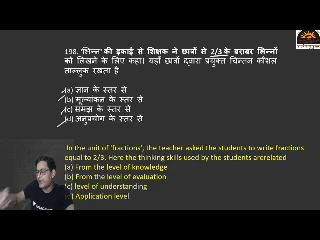 198. 'भिन्न' की इकाई से शिक्षक ने छात्रों से 2/3 के बराबर भिन्नों
को लिखने के लिए कहा। यहाँ छात्रों द्वारा प्रयुक्त चिन्तन कौशल
ताल्लुक रखता है
(a) ज्ञान के स्तर से
(b) मूल्यांकन के स्तर से
(c) समझ के स्तर से
(d) अनुप्रयोग के स्तर से
In the unit of 'fractions', the teacher asked the students to write fractions
equal to 2/3. Here the thinking skills used by the students arerelated
(a) From the level of knowledge
(b) From the level of evaluation
(c) level of understanding
(d) Application level